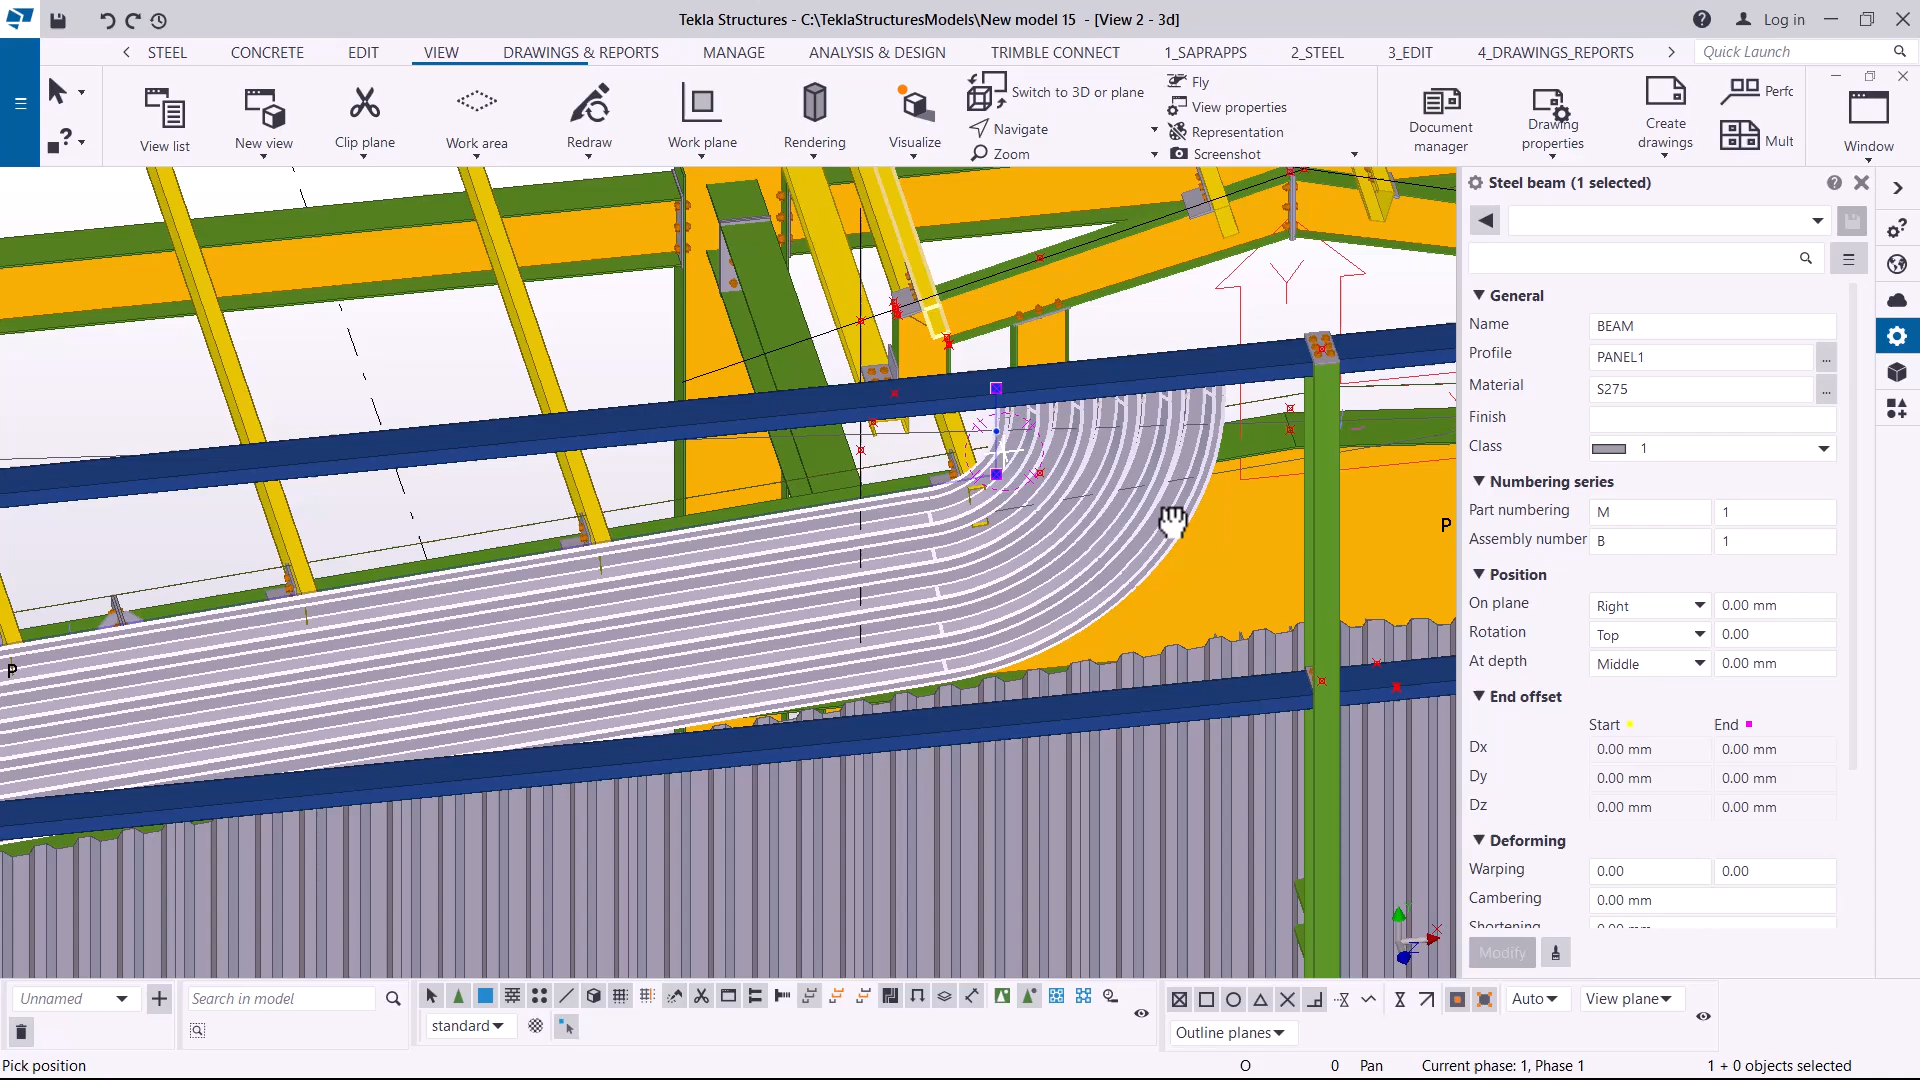 Tekla Structures - C:\TeklaStructuresModels\New model 15 - [View 2 - 3d]
Log in
STEEL CONCRETE EDIT VIEW DRAWINGS & REPORTS MANAGE ANALYSIS & DESIGN TRIMBLE CONNECT 1_SAPRAPPS 2_STEEL 3_EDIT 4_DRAWINGS_REPORTS
Quick Launch
View list
New view
Clip plane
Work area
Redraw
Work plane
Rendering
Visualize
Switch to 3D or plane
Navigate
Zoom
Fly
View properties
Representation
Screenshot
Document manager
Drawing properties
Create drawings
Perfc
Mult
Window
Steel beam (1 selected)
General
Name BEAM
Profile PANEL1 ...
Material S275 ...
Finish
Class 1
Numbering series
Part numbering M 1
Assembly number B 1
Position
On plane Right 0.00 mm
Rotation Top 0.00
At depth Middle 0.00 mm
End offset
Start End
Dx 0.00 mm 0.00 mm
Dy 0.00 mm 0.00 mm
Dz 0.00 mm 0.00 mm
Deforming
Warping 0.00 0.00
Cambering 0.00 mm
Shortening 0.00 mm
Modify
P
P
Unnamed
Search in model
standard
Auto
View plane
Outline planes
Pick position
O 0 Pan Current phase: 1, Phase 1 1 + 0 objects selected